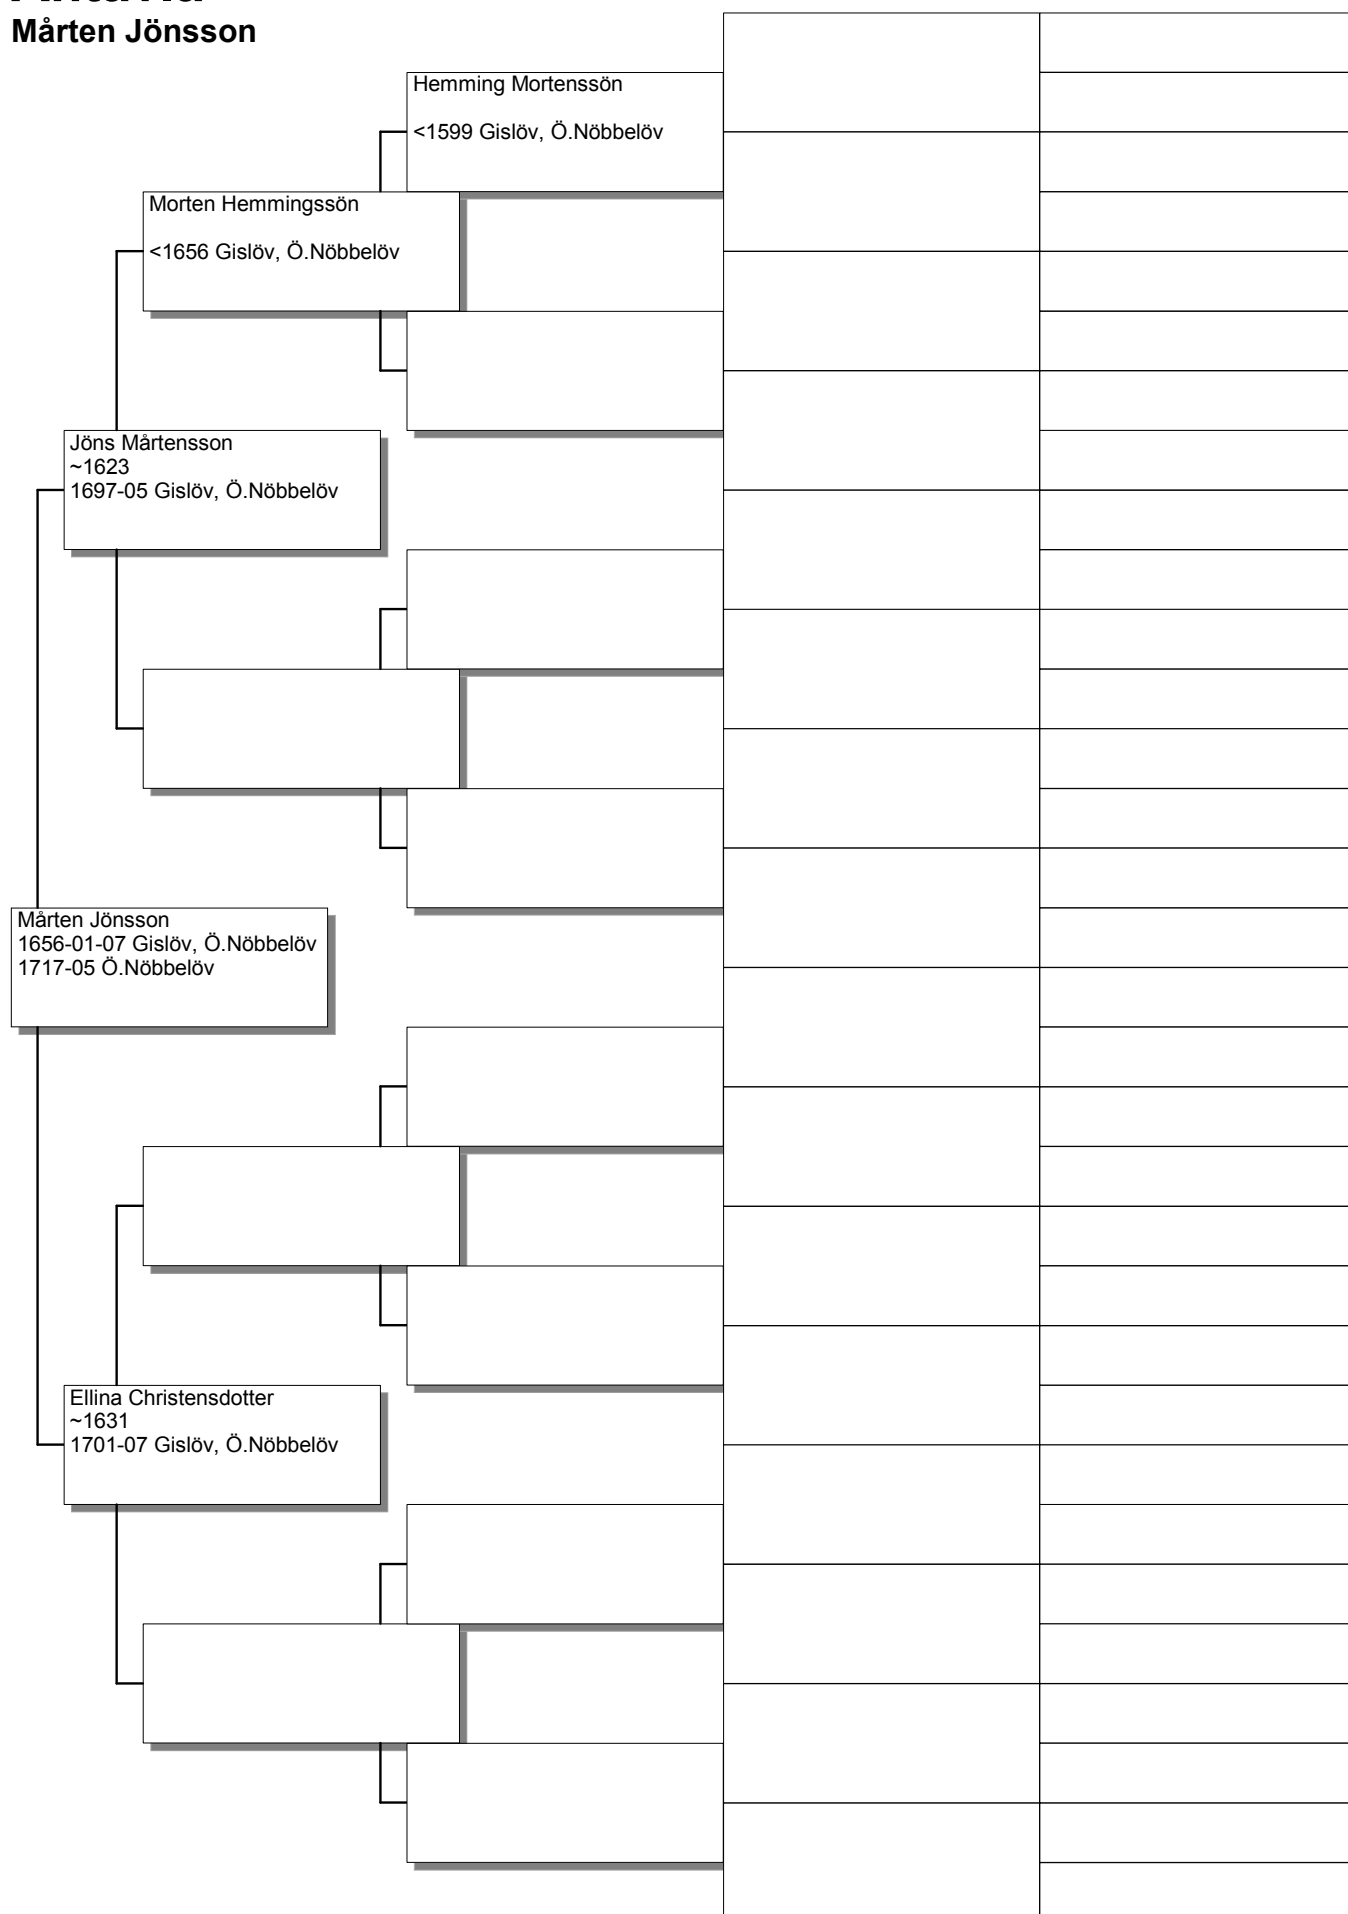 Mårten Jönsson
Hemming Mortenssön
<1599 Gislöv, Ö.Nöbbelöv
Morten Hemmingssön
<1656 Gislöv, Ö.Nöbbelöv
Jöns Mårtensson
~1623
1697-05 Gislöv, Ö.Nöbbelöv
Mårten Jönsson
1656-01-07 Gislöv, Ö.Nöbbelöv
1717-05 Ö.Nöbbelöv
Ellina Christensdotter
~1631
1701-07 Gislöv, Ö.Nöbbelöv